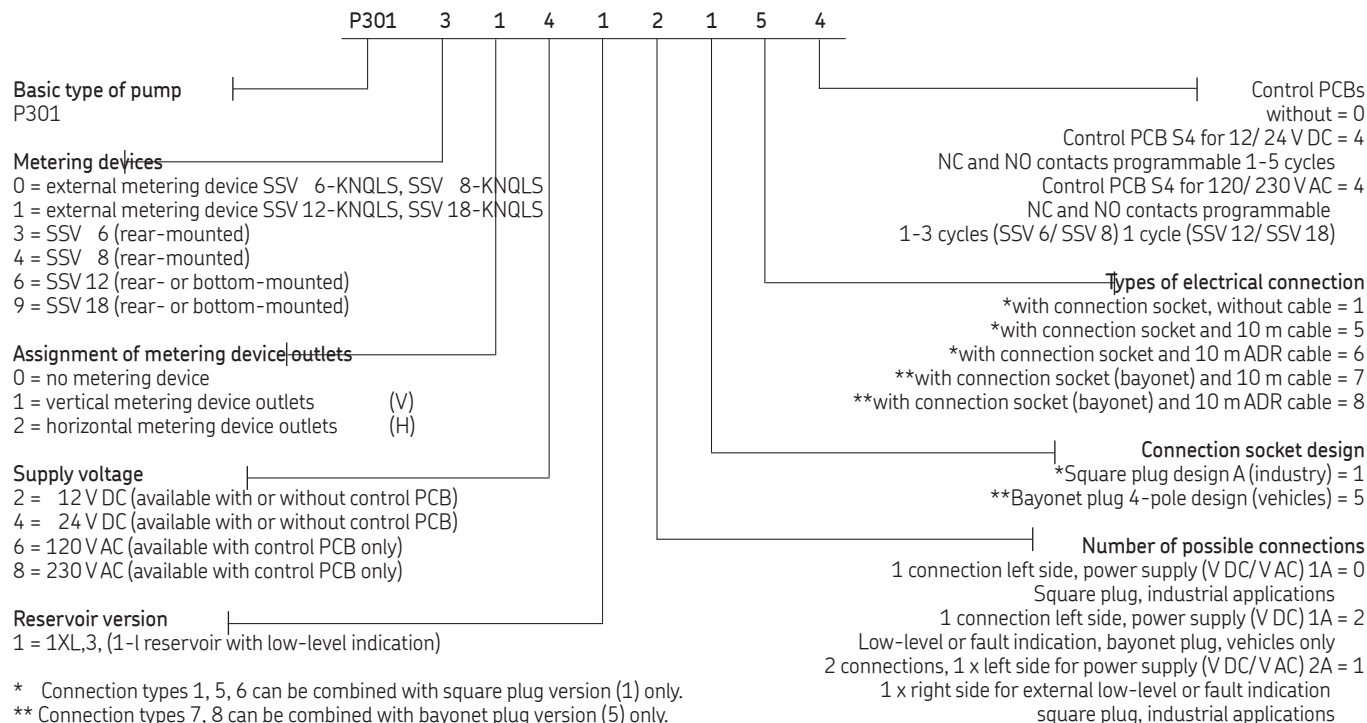 P301 3 1 4 1 2 1 5 4
Basic type of pump
P301
Metering devices
0 = external metering device SSV 6-KNQLS, SSV 8-KNQLS
1 = external metering device SSV 12-KNQLS, SSV 18-KNQLS
3 = SSV 6 (rear-mounted)
4 = SSV 8 (rear-mounted)
6 = SSV 12 (rear- or bottom-mounted)
9 = SSV 18 (rear- or bottom-mounted)
Assignment of metering device outlets
0 = no metering device
1 = vertical metering device outlets (V)
2 = horizontal metering device outlets (H)
Supply voltage
2 = 12 V DC (available with or without control PCB)
4 = 24 V DC (available with or without control PCB)
6 = 120 V AC (available with control PCB only)
8 = 230 V AC (available with control PCB only)
Reservoir version
1 = 1XL,3, (1-l reservoir with low-level indication)
* Connection types 1, 5, 6 can be combined with square plug version (1) only.
** Connection types 7, 8 can be combined with bayonet plug version (5) only.
Control PCBs
without = 0
Control PCB S4 for 12/ 24 V DC = 4
NC and NO contacts programmable 1-5 cycles
Control PCB S4 for 120/ 230 V AC = 4
NC and NO contacts programmable
1-3 cycles (SSV 6/ SSV 8) 1 cycle (SSV 12/ SSV 18)
Types of electrical connection
*with connection socket, without cable = 1
*with connection socket and 10 m cable = 5
*with connection socket and 10 m ADR cable = 6
**with connection socket (bayonet) and 10 m cable = 7
**with connection socket (bayonet) and 10 m ADR cable = 8
Connection socket design
*Square plug design A (industry) = 1
**Bayonet plug 4-pole design (vehicles) = 5
Number of possible connections
1 connection left side, power supply (V DC/ V AC) 1A = 0
Square plug, industrial applications
1 connection left side, power supply (V DC) 1A = 2
Low-level or fault indication, bayonet plug, vehicles only
2 connections, 1 x left side for power supply (V DC/ V AC) 2A = 1
1 x right side for external low-level or fault indication
square plug, industrial applications